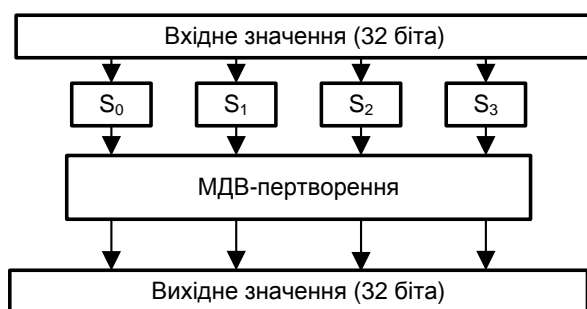 Вхідне значення (32 біта)
S₀ S₁ S₂ S₃
МДВ-пертворення
Вихідне значення (32 біта)